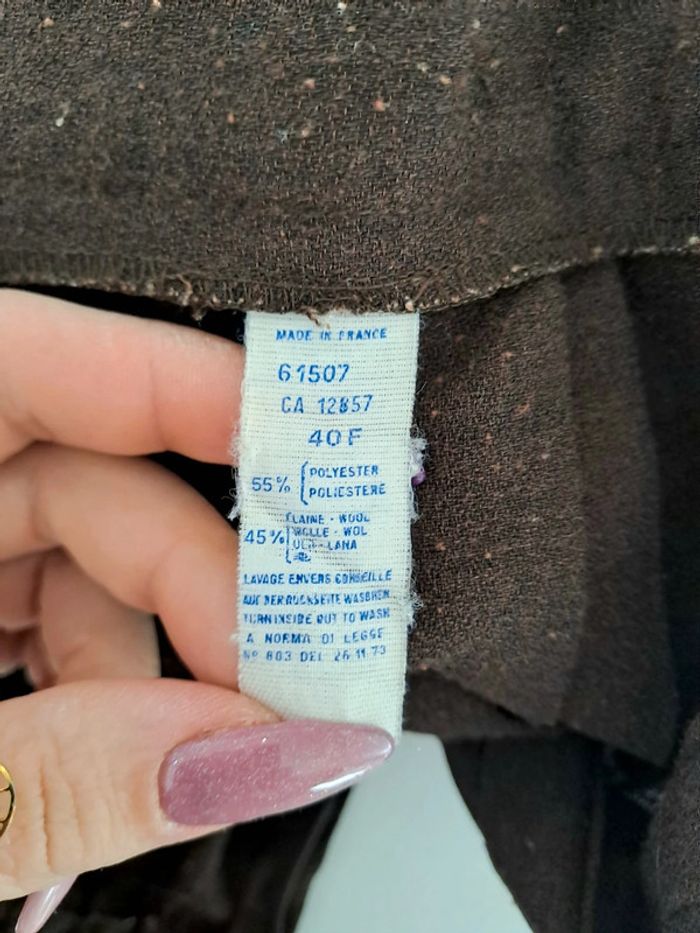 MADE IN FRANCE
61507
CA 12857
40F
55% POLYESTER
POLIESTERE
45% LAINE - WOOL
WOLLE - WOL
LANA
LAVAGE ENVERS CONSEILLE
AUF DER RUCKSEITE WASCHEN
TURN INSIDE OUT TO WASH
A NORMA DI LEGGE
Nº 803 DEL 26 11 73